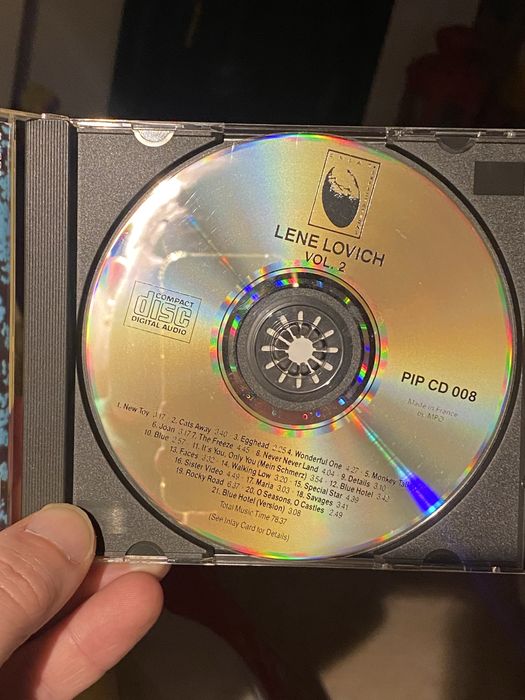 LENE LOVICH
VOL. 2
COMPACT
disc
DIGITAL AUDIO
PIP CD 008
Made in France
by MPO
1. New Toy 3.17 2. Cats Away 3.40 3. Egghead 2.25 4. Wonderful One 4.27 5. Monkey Talk
6. Joan 3.17 7. The Freeze 4.45 8. Never Never Land 4.04 9. Details 3.10
10. Blue 2.57 11. It's You, Only You (Mein Schmerz) 3.54 12. Blue Hotel 3.42
13. Faces 3.32 14. Walking Low 3.20 15. Special Star 4.39
16. Sister Video 4.49 17. Maria 3.03 18. Savages 3.41
19. Rocky Road 6.37 20. O Seasons, O Castles 2.49
21. Blue Hotel (Version) 3.08
Total Music Time 78.37
(See Inlay Card for Details)